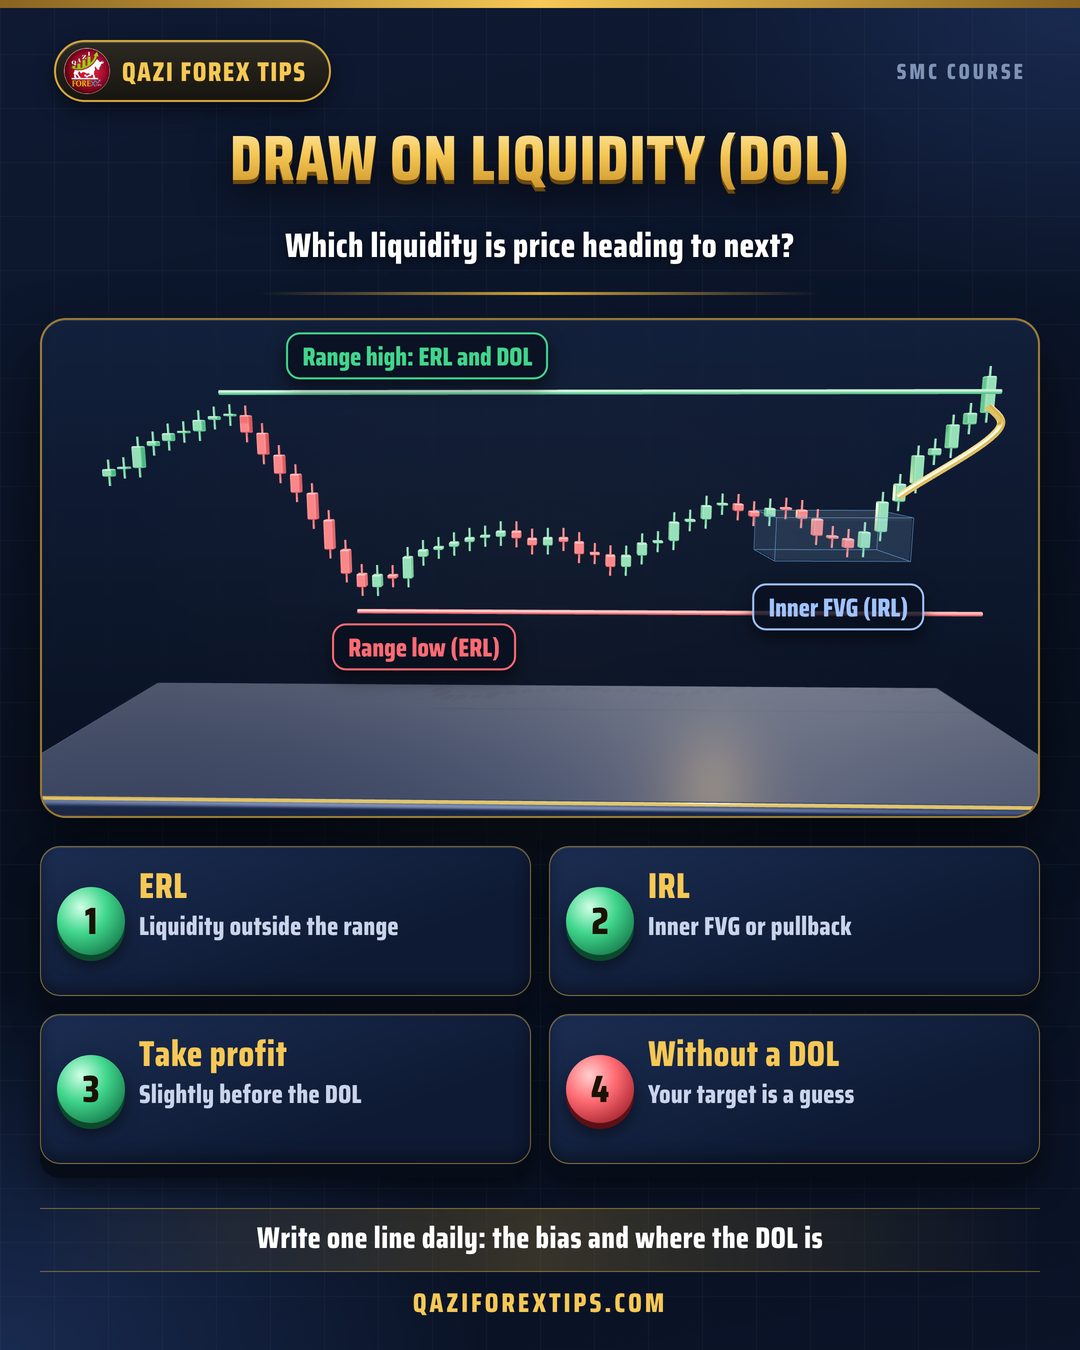 QAZI
FOREX
QAZI FOREX TIPS
SMC COURSE
DRAW ON LIQUIDITY (DOL)
Which liquidity is price heading to next?
Range high: ERL and DOL
Inner FVG (IRL)
Range low (ERL)
1
ERL
Liquidity outside the range
2
IRL
Inner FVG or pullback
3
Take profit
Slightly before the DOL
4
Without a DOL
Your target is a guess
Write one line daily: the bias and where the DOL is
QAZIFOREXTIPS.COM